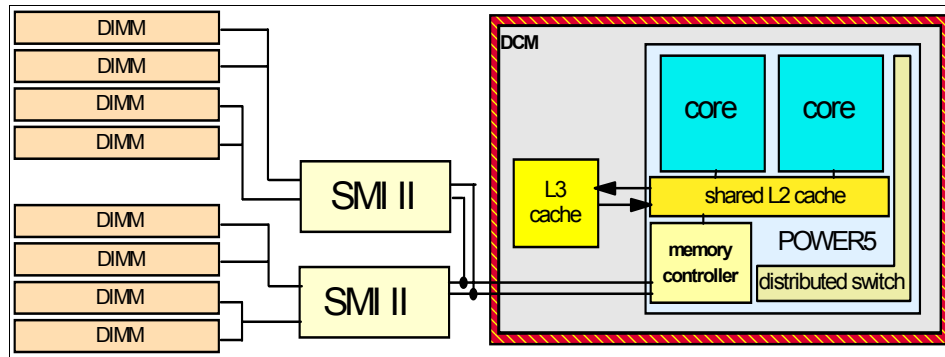 DIMM
DIMM
DIMM
DIMM
DIMM
DIMM
DIMM
DIMM
SMI II
SMI II
DCM
core
core
L3
cache
shared L2 cache
memory
controller
POWER5
distributed switch